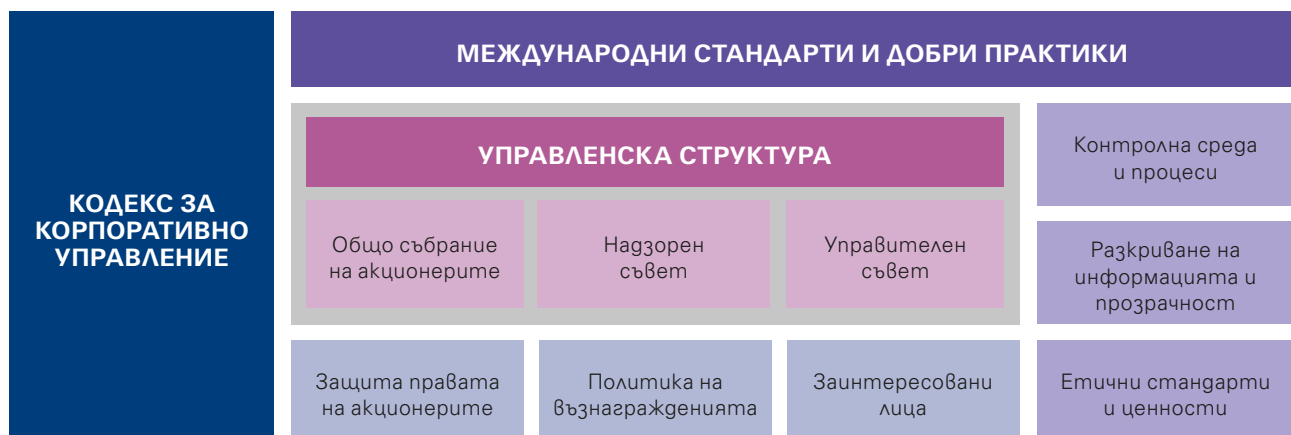 КОДЕКС ЗА
КОРПОРАТИВНО
УПРАВЛЕНИЕ
МЕЖДУНАРОДНИ СТАНДАРТИ И ДОБРИ ПРАКТИКИ
УПРАВЛЕНСКА СТРУКТУРА
Общо събрание
на акционерите
Надзорен
съвет
Управителен
съвет
Контролна среда
и процеси
Разкриване на
информацията и
прозрачност
Защита правата
на акционерите
Политика на
възнагражденията
Заинтересовани
лица
Етични стандарти
и ценности